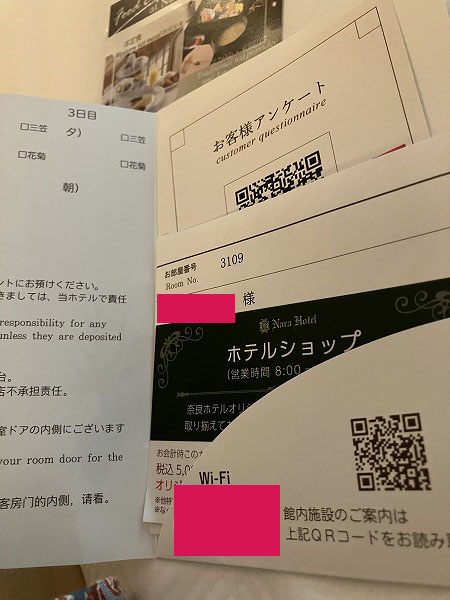 Food
3日目
夕)
□三笠
□三笠
□花菊
□花菊
朝)
ントにお預けください。
きましては、当ホテルで責任
responsibility for any
unless they are deposited
台。
店不承担责任。
室ドアの内側にございます
your room door for the
客房门的内侧，请看。
お客様アンケート
customer questionnaire
お部屋番号
Room No.
3109
様
Nara Hotel
ホテルショップ
(営業時間 8:00
奈良ホテルオリジ
取り揃えて
お会計時この
税込5,0
オリジ
※他特
※な
Wi-Fi
館内施設のご案内は
上記QRコードをお読み